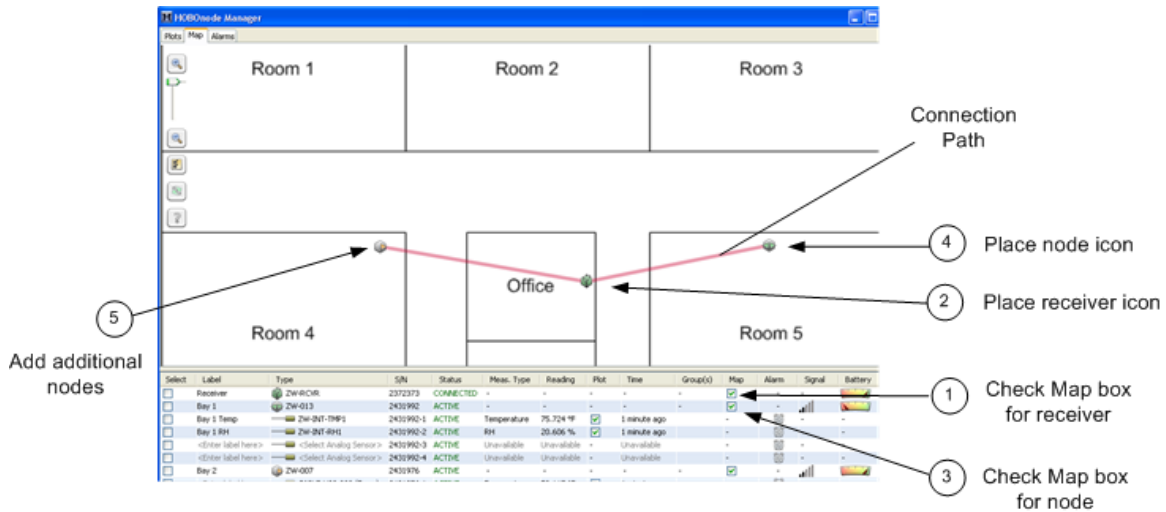 HOBOnode Manager
Plots Map Alarms
Room 1
Room 2
Room 3
Connection
Path
4
Place node icon
Office
2
Place receiver icon
5
Room 4
Room 5
Add additional
nodes
Select Label Type S/N Status Meas. Type Reading Plot Time Group(s) Map Alarm Signal Battery
Receiver ZW-RCVR 2372373 CONNECTED - - - - - - -
Bay 1 ZW-013 2431992 ACTIVE - - - - - -
Bay 1 Temp ZW-INT-TMP1 2431992-1 ACTIVE Temperature 75.724 °F 1 minute ago - - -
Bay 1 RH ZW-INT-RH1 2431992-2 ACTIVE RH 20.606 % 1 minute ago - - -
<Enter label here> <Select Analog Sensor> 2431992-3 ACTIVE Unavailable Unavailable - Unavailable - - -
<Enter label here> <Select Analog Sensor> 2431992-4 ACTIVE Unavailable Unavailable - Unavailable - - -
Bay 2 ZW-007 2431976 ACTIVE - - - - - -
1
Check Map box
for receiver
3
Check Map box
for node